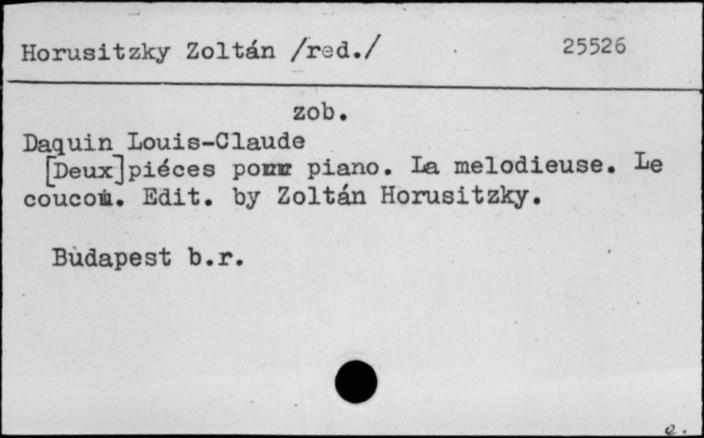 Horusitzky Zoltán /red./ 25526
zob.
Daquin Louis-Claude
[Deux]piéces pour piano. La melodieuse. Le
coucou. Edit. by Zoltán Horusitzky.
Budapest b.r.
e.